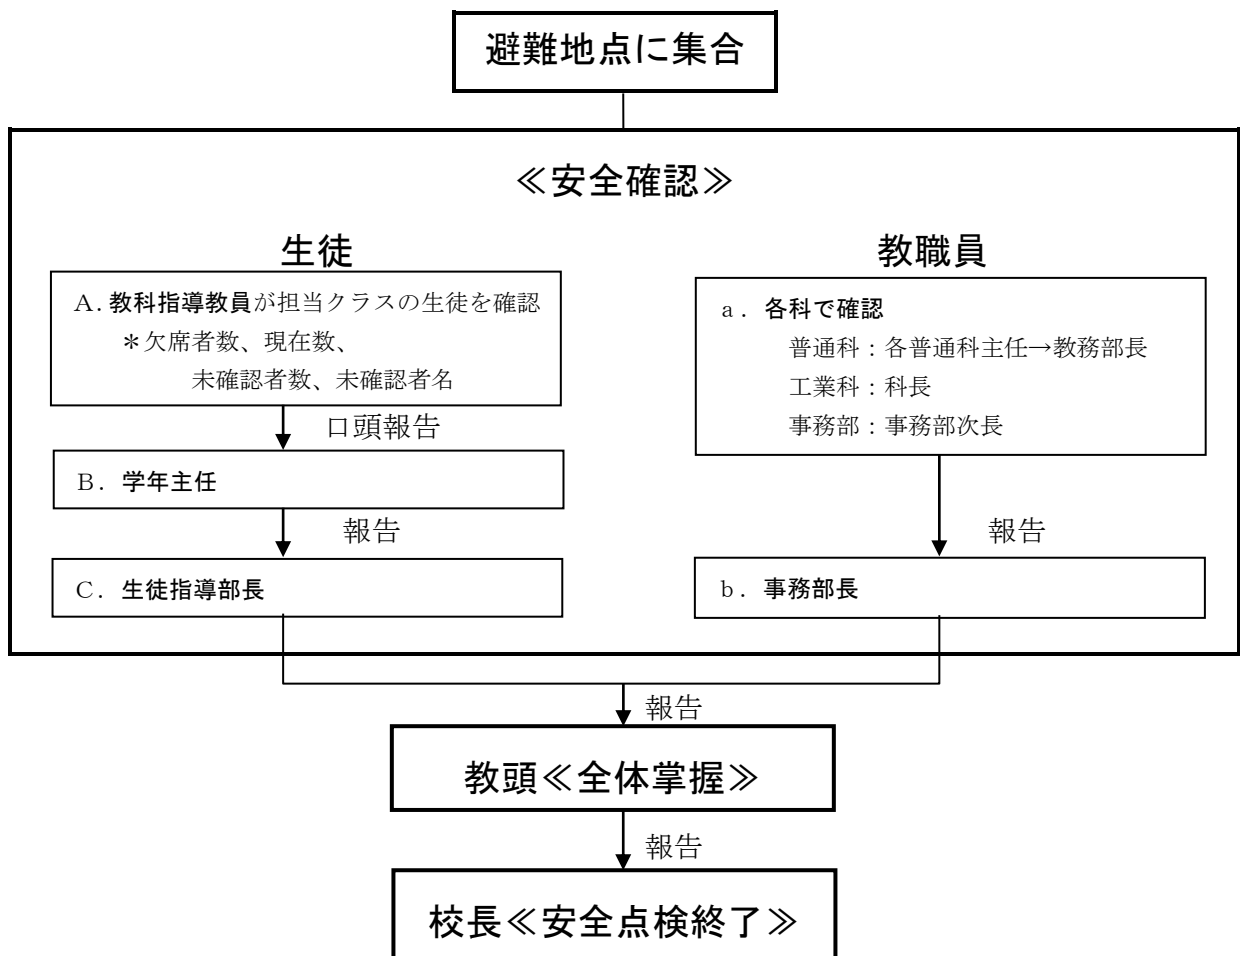 避難地点に集合
≪安全確認≫
生徒
A.教科指導教員が担当クラスの生徒を確認
＊欠席者数、現在数、
未確認者数、未確認者名
口頭報告
B．学年主任
報告
C．生徒指導部長
教職員
a．各科で確認
普通科：各普通科主任→教務部長
工業科：科長
事務部：事務部次長
報告
b．事務部長
報告
教頭≪全体掌握≫
報告
校長≪安全点検終了≫